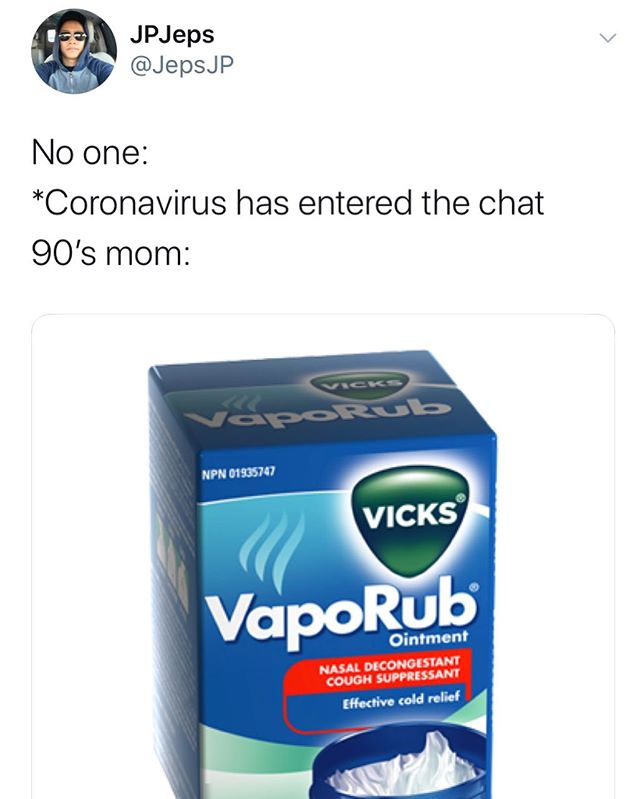 JPJeps
@JepsJP
No one:
*Coronavirus has entered the chat
90's mom:
VICKS
VapoRub
NPN 01935747
VICKS®
VapoRub®
Ointment
NASAL DECONGESTANT
COUGH SUPPRESSANT
Effective cold relief